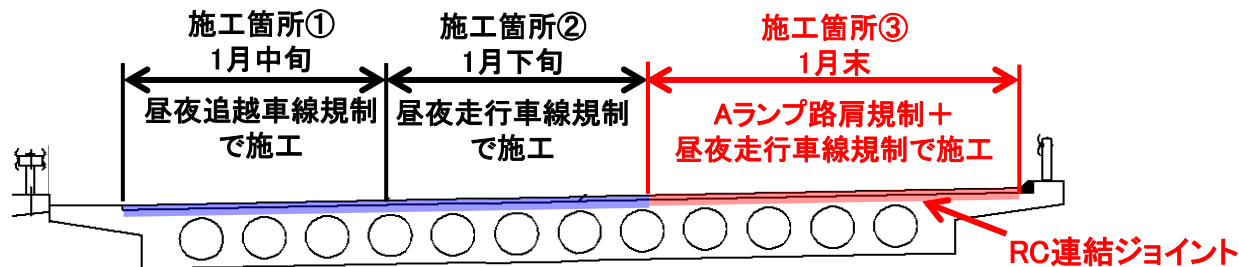 施工箇所①
1月中旬
昼夜追越車線規制
で施工
施工箇所②
1月下旬
昼夜走行車線規制
で施工
施工箇所③
1月末
Aランプ路肩規制＋
昼夜走行車線規制で施工
RC連結ジョイント